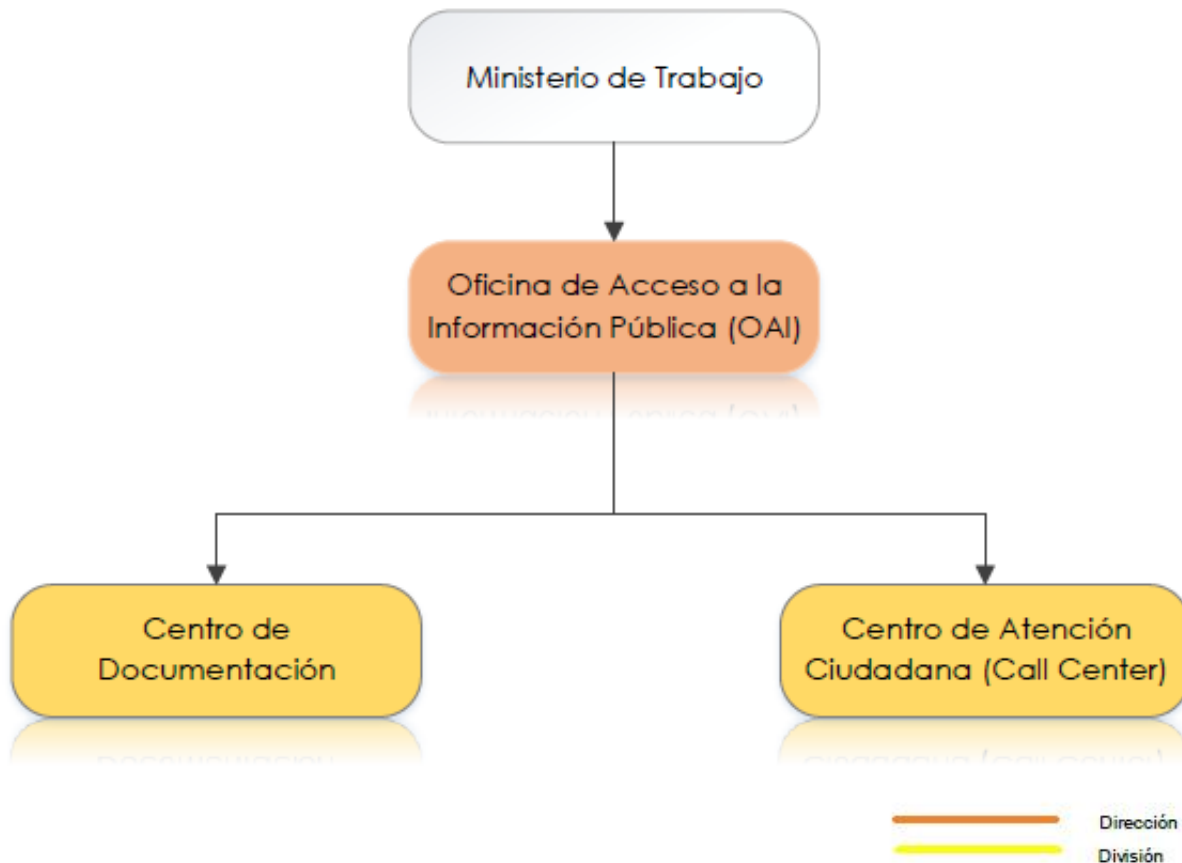 Ministerio de Trabajo
Oficina de Acceso a la
Información Pública (OAI)
Centro de
Documentación
Centro de Atención
Ciudadana (Call Center)
Dirección
División